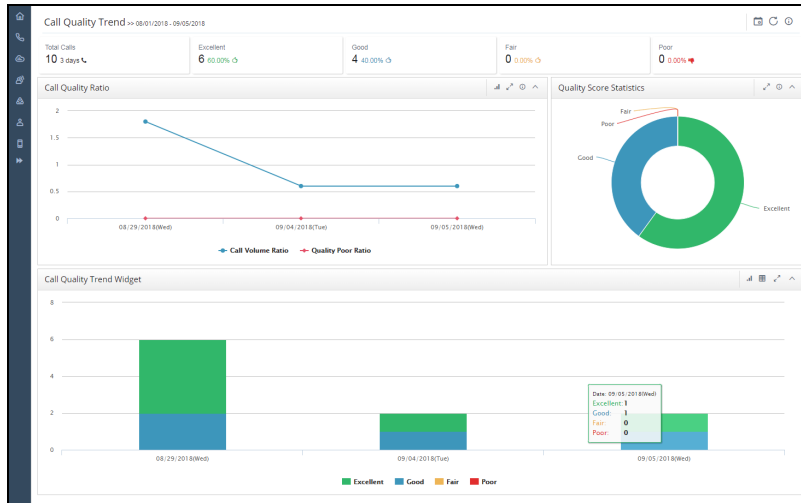 Call Quality Trend >> 08/01/2018 - 09/05/2018
Total Calls
10 3 days
Excellent
6 60.00%
Good
4 40.00%
Fair
0 0.00%
Poor
0 0.00%
Call Quality Ratio
2
1.5
1
0.5
0
08/29/2018(Wed)
09/04/2018(Tue)
09/05/2018(Wed)
Call Volume Ratio
Quality Poor Ratio
Quality Score Statistics
Fair
Poor
Good
Excellent
Call Quality Trend Widget
8
6
4
2
0
Date: 09/05/2018(Wed)
Excellent: 1
Good: 1
Fair: 0
Poor: 0
08/29/2018(Wed)
09/04/2018(Tue)
09/05/2018(Wed)
Excellent
Good
Fair
Poor